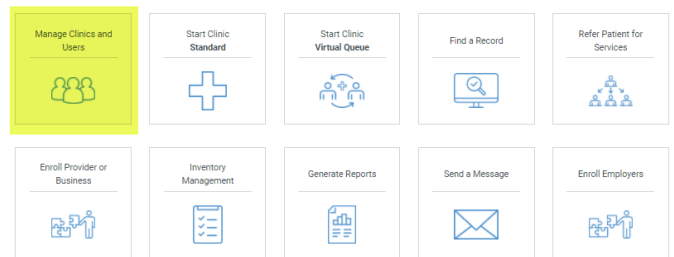 Manage Clinics and
Users
Start Clinic
Standard
Start Clinic
Virtual Queue
Find a Record
Refer Patient for
Services
Enroll Provider or
Business
Inventory
Management
Generate Reports
Send a Message
Enroll Employers